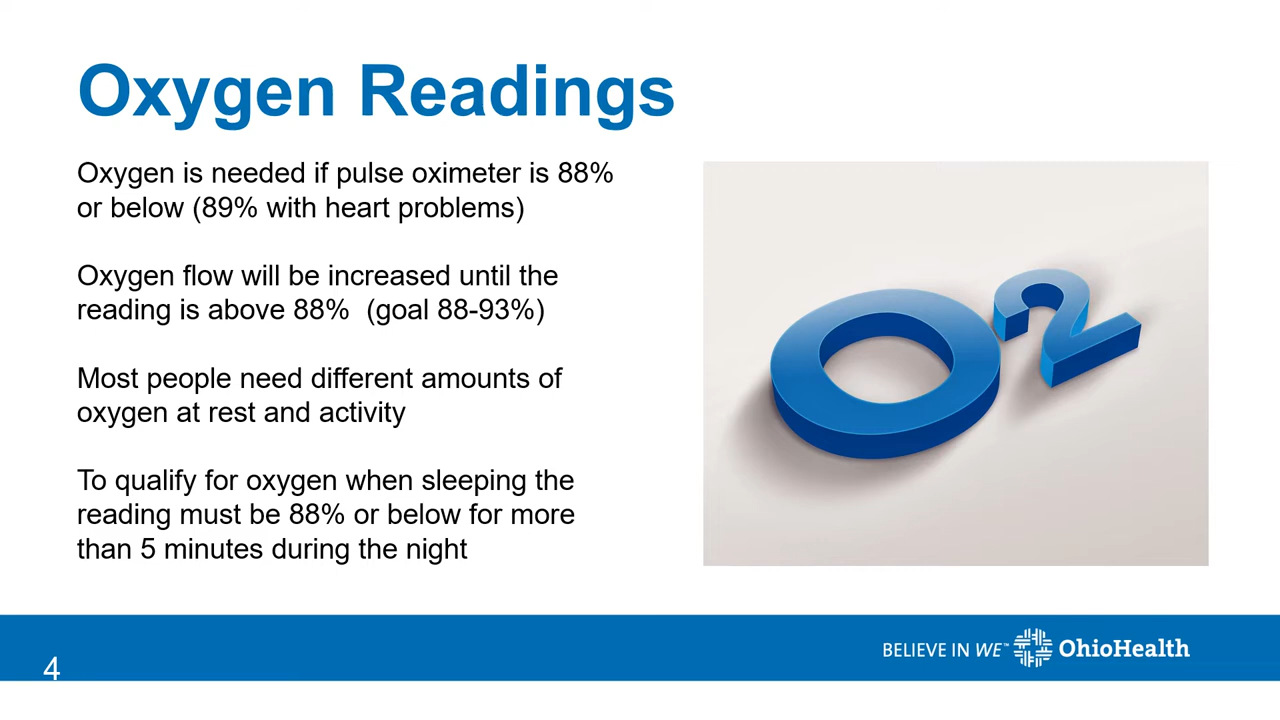 Oxygen Readings
Oxygen is needed if pulse oximeter is 88%
or below (89% with heart problems)
Oxygen flow will be increased until the
reading is above 88%  (goal 88-93%)
Most people need different amounts of
oxygen at rest and activity
To qualify for oxygen when sleeping the
reading must be 88% or below for more
than 5 minutes during the night
O2
4
BELIEVE IN WE™ OhioHealth